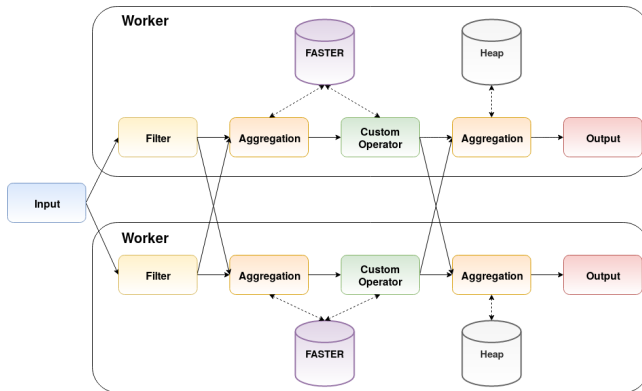 Worker
FASTER
Heap
Filter
Aggregation
Custom
Operator
Aggregation
Output
Input
Worker
Filter
Aggregation
Custom
Operator
Aggregation
Output
FASTER
Heap